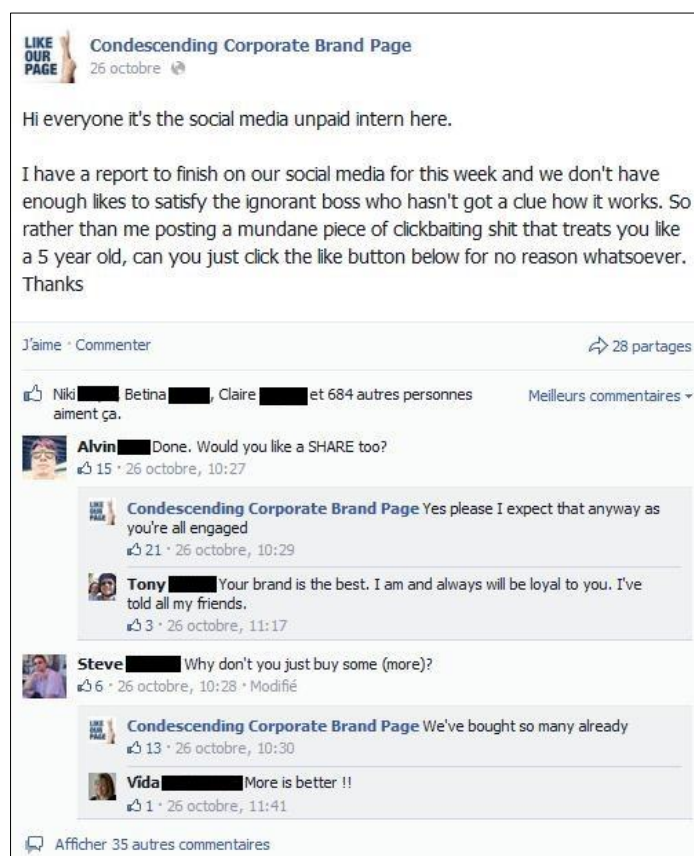 LIKE
OUR
PAGE
Condescending Corporate Brand Page
26 octobre
Hi everyone it's the social media unpaid intern here.
I have a report to finish on our social media for this week and we don't have
enough likes to satisfy the ignorant boss who hasn't got a clue how it works. So
rather than me posting a mundane piece of clickbaiting shit that treats you like
a 5 year old, can you just click the like button below for no reason whatsoever.
Thanks
J'aime · Commenter
28 partages
Niki , Betina , Claire et 684 autres personnes
aiment ça.
Meilleurs commentaires
Alvin Done. Would you like a SHARE too?
15 · 26 octobre, 10:27
LIKE
OUR
PAGE
Condescending Corporate Brand Page Yes please I expect that anyway as
you're all engaged
21 · 26 octobre, 10:29
Tony Your brand is the best. I am and always will be loyal to you. I've
told all my friends.
3 · 26 octobre, 11:17
Steve Why don't you just buy some (more)?
6 · 26 octobre, 10:28 · Modifié
LIKE
OUR
PAGE
Condescending Corporate Brand Page We've bought so many already
13 · 26 octobre, 10:30
Vida More is better !!
1 · 26 octobre, 11:41
Afficher 35 autres commentaires